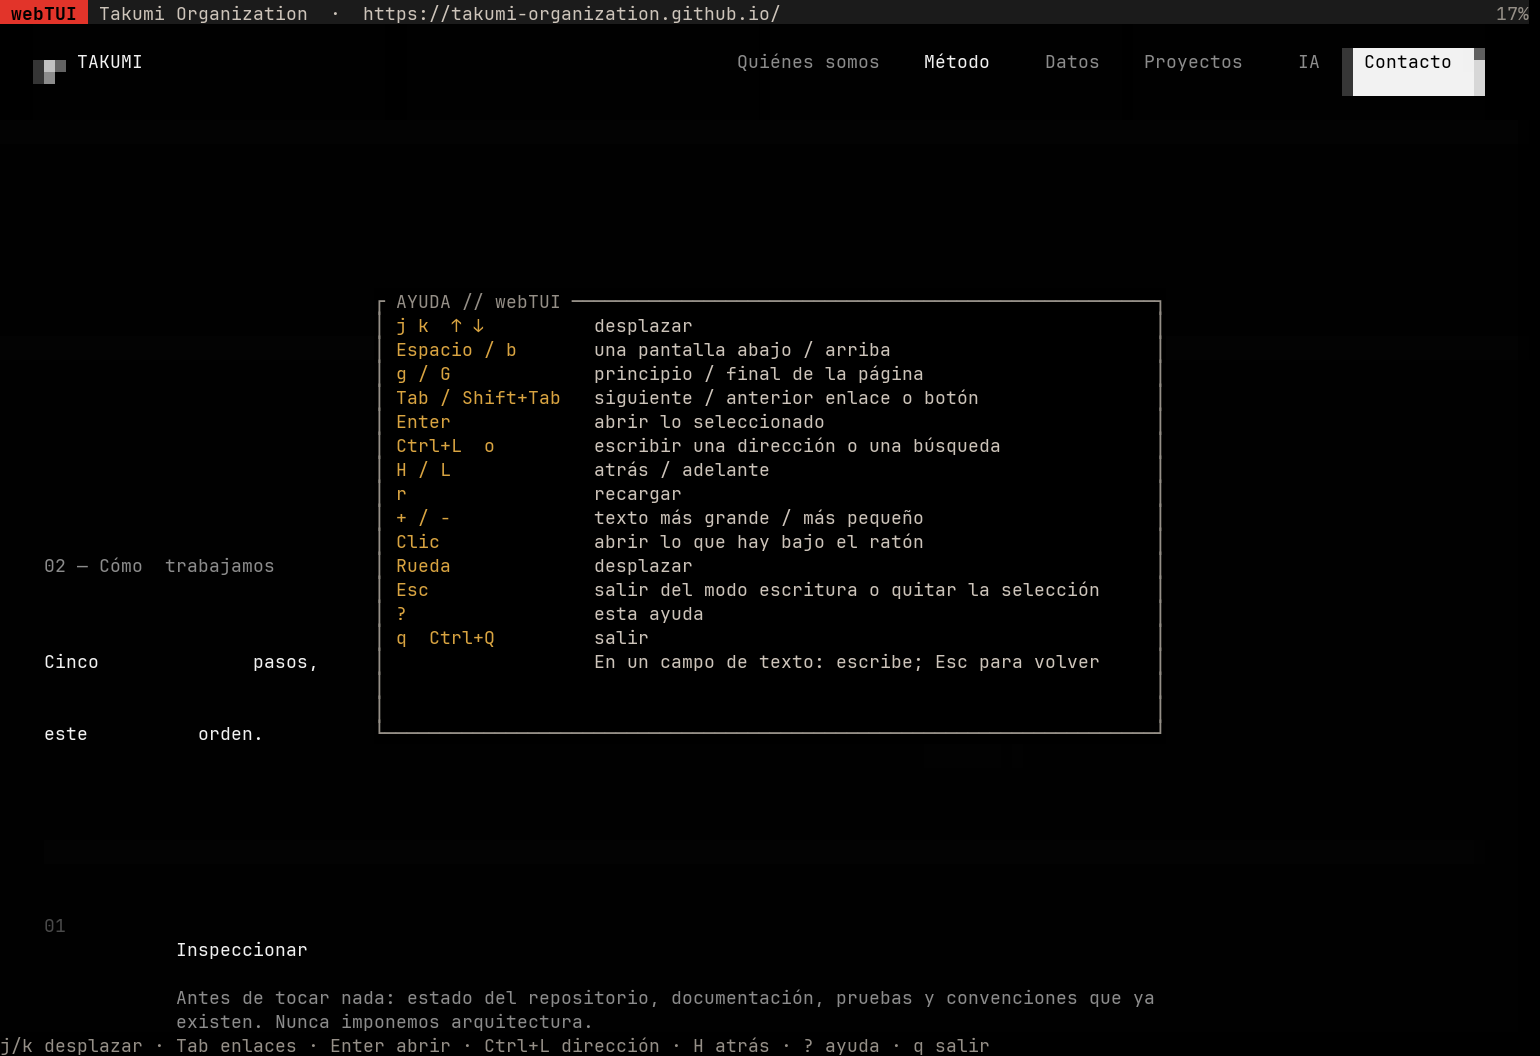 webTUI Takumi Organization · https://takumi-organization.github.io/ 17%
TAKUMI Quiénes somos Método Datos Proyectos IA Contacto
AYUDA // webTUI
j k ↑ ↓ desplazar
Espacio / b una pantalla abajo / arriba
g / G principio / final de la página
Tab / Shift+Tab siguiente / anterior enlace o botón
Enter abrir lo seleccionado
Ctrl+L o escribir una dirección o una búsqueda
H / L atrás / adelante
r recargar
+ / - texto más grande / más pequeño
Clic abrir lo que hay bajo el ratón
Rueda desplazar
Esc salir del modo escritura o quitar la selección
? esta ayuda
q Ctrl+Q salir
En un campo de texto: escribe; Esc para volver
02 — Cómo trabajamos
Cinco pasos,
este orden.
01
Inspeccionar
Antes de tocar nada: estado del repositorio, documentación, pruebas y convenciones que ya
existen. Nunca imponemos arquitectura.
j/k desplazar · Tab enlaces · Enter abrir · Ctrl+L dirección · H atrás · ? ayuda · q salir